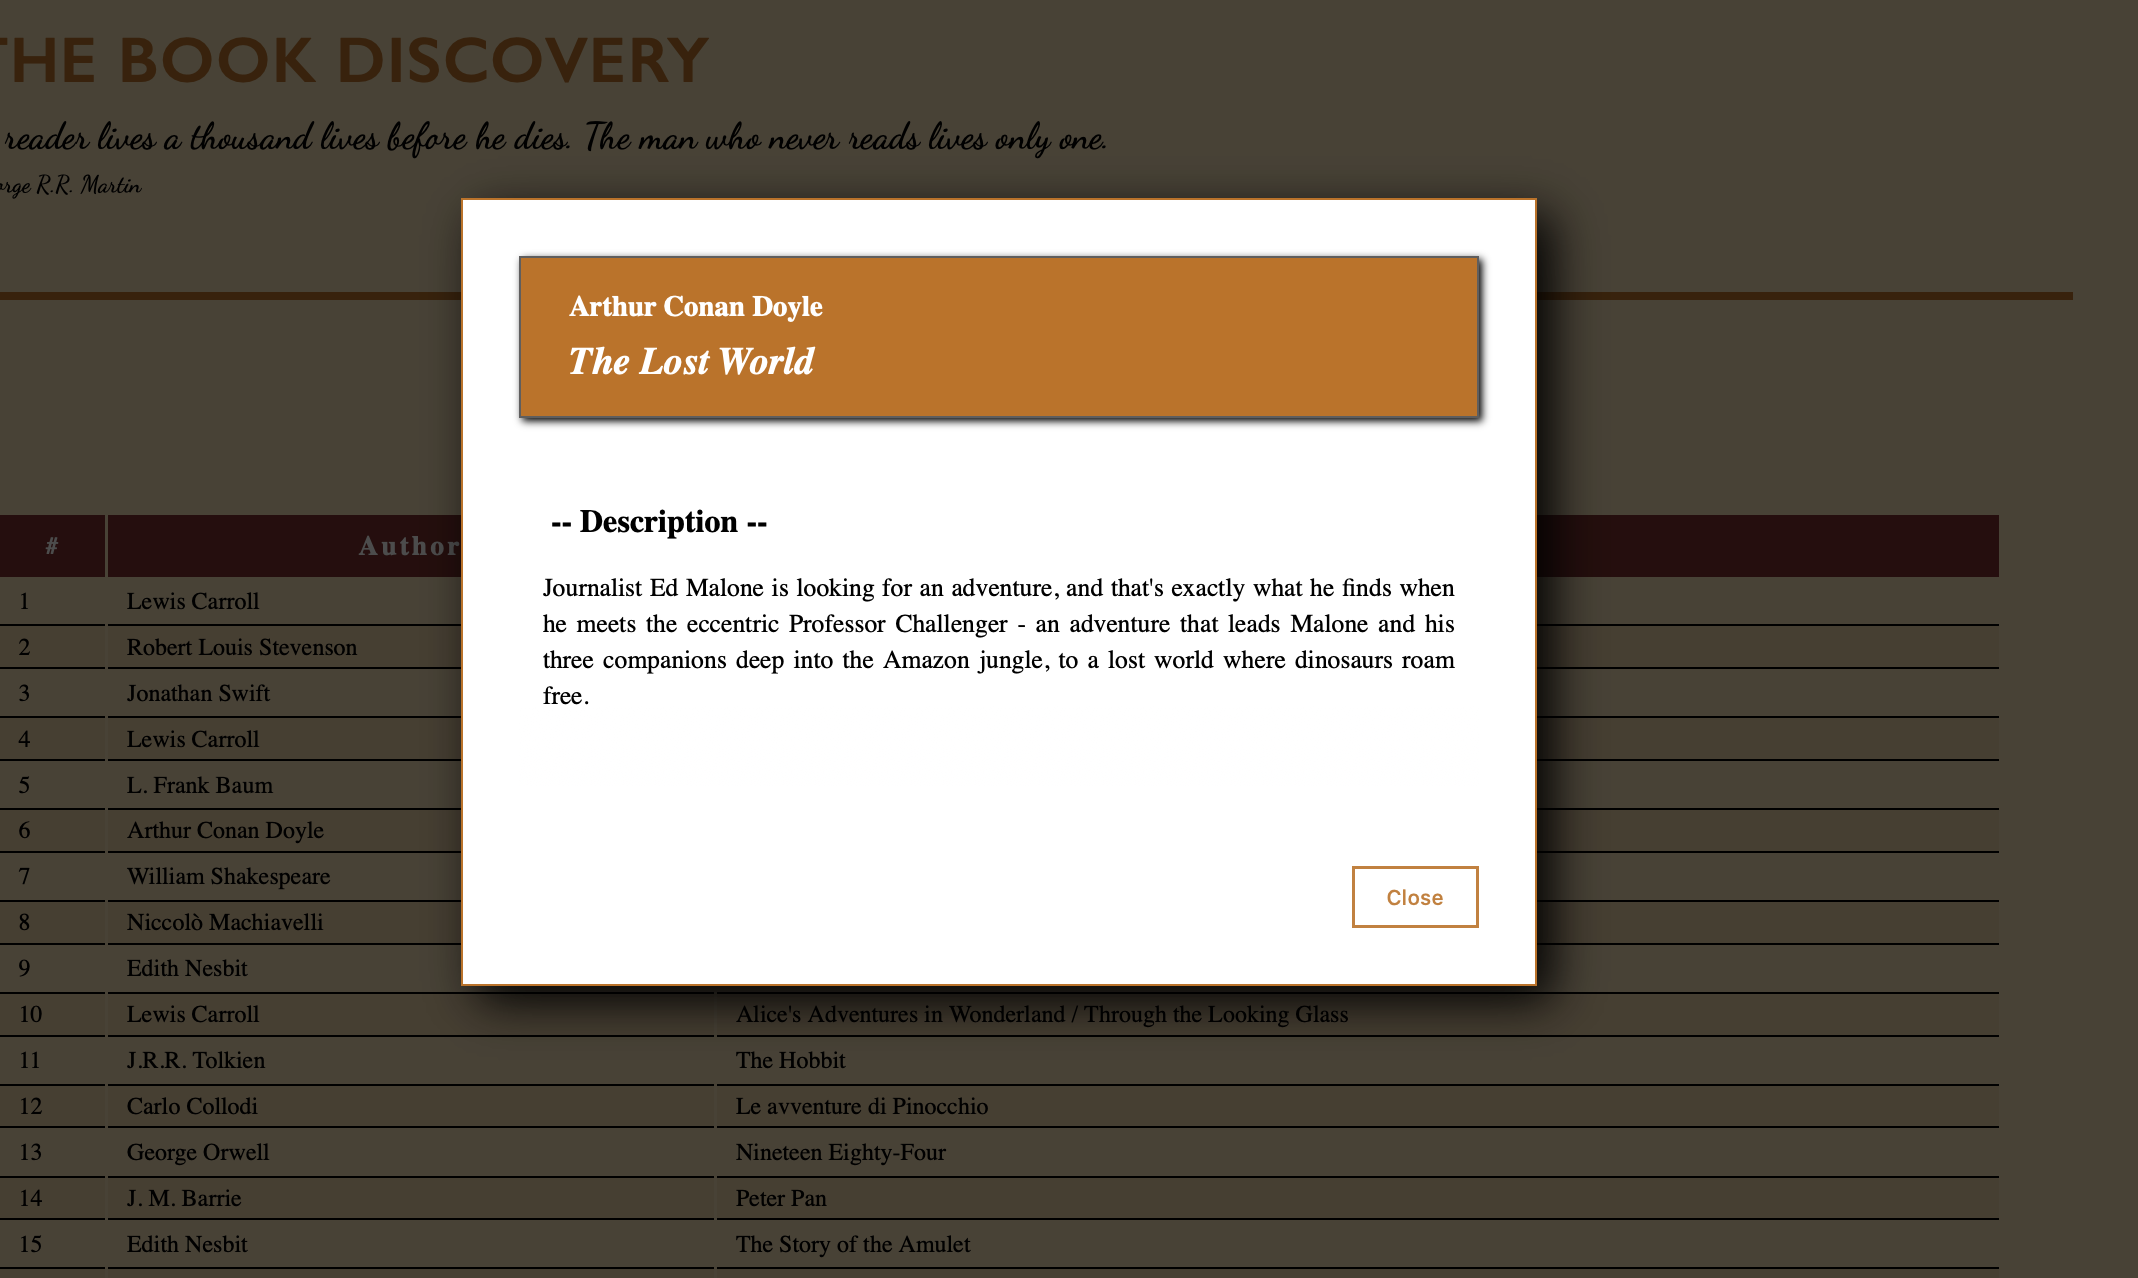 THE BOOK DISCOVERY
reader lives a thousand lives before he dies. The man who never reads lives only one.
R.R. Martin
Arthur Conan Doyle
The Lost World
-- Description --
Journalist Ed Malone is looking for an adventure, and that's exactly what he finds when
he meets the eccentric Professor Challenger - an adventure that leads Malone and his
three companions deep into the Amazon jungle, to a lost world where dinosaurs roam
free.
Close
# Author
1 Lewis Carroll
2 Robert Louis Stevenson
3 Jonathan Swift
4 Lewis Carroll
5 L. Frank Baum
6 Arthur Conan Doyle
7 William Shakespeare
8 Niccolò Machiavelli
9 Edith Nesbit
10 Lewis Carroll Alice's Adventures in Wonderland / Through the Looking Glass
11 J.R.R. Tolkien The Hobbit
12 Carlo Collodi Le avventure di Pinocchio
13 George Orwell Nineteen Eighty-Four
14 J. M. Barrie Peter Pan
15 Edith Nesbit The Story of the Amulet